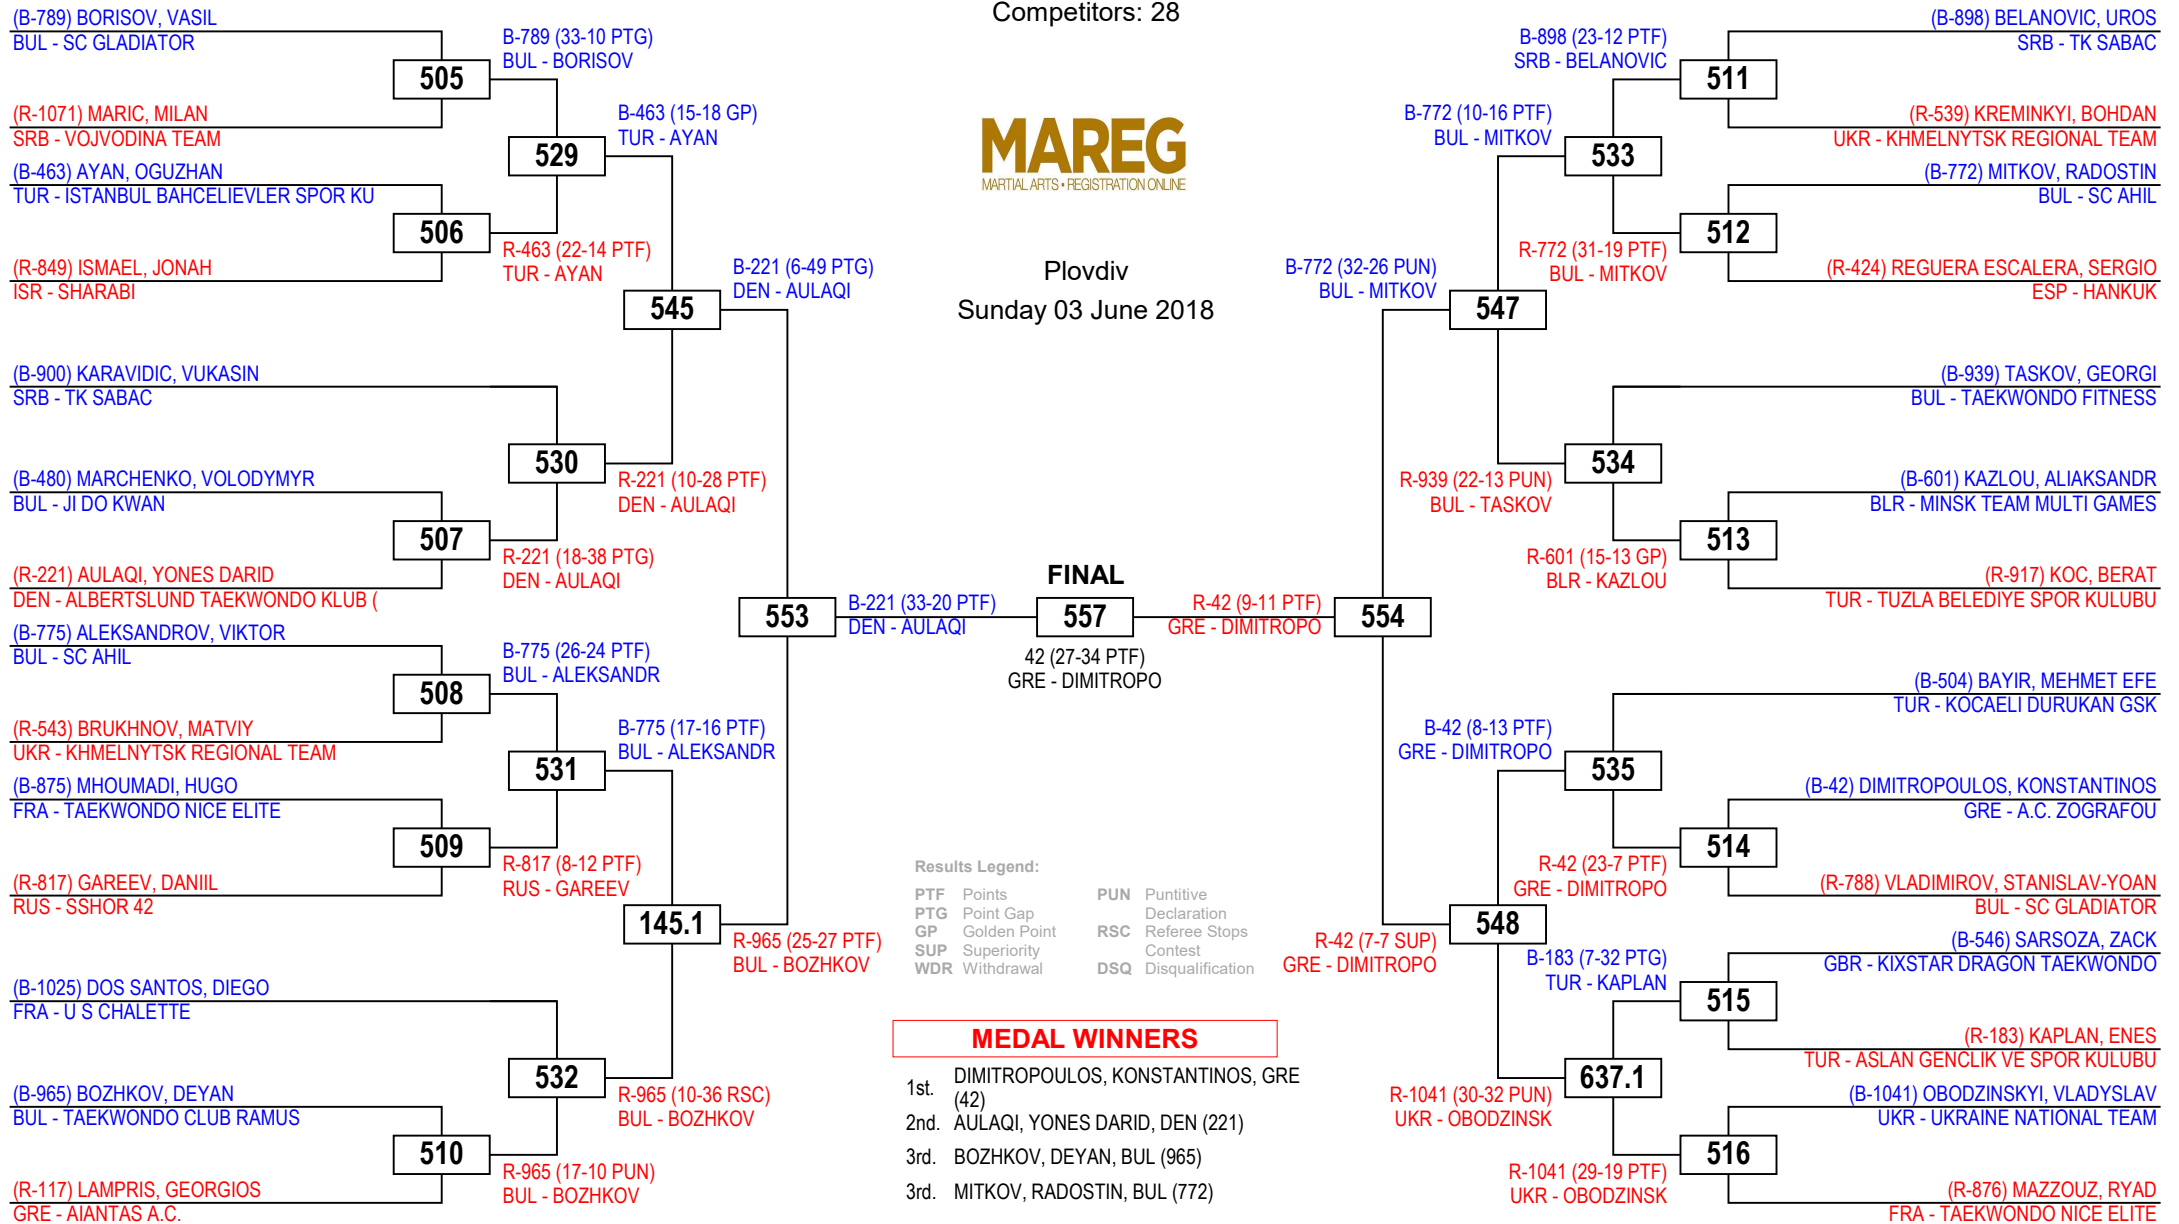 Competitors: 28
MAREG
MARTIAL ARTS • REGISTRATION ONLINE
Plovdiv
Sunday 03 June 2018
(B-789) BORISOV, VASIL
BUL - SC GLADIATOR
505
(R-1071) MARIC, MILAN
SRB - VOJVODINA TEAM
(B-463) AYAN, OGUZHAN
TUR - ISTANBUL BAHCELIEVLER SPOR KU
506
(R-849) ISMAEL, JONAH
ISR - SHARABI
(B-900) KARAVIDIC, VUKASIN
SRB - TK SABAC
(B-480) MARCHENKO, VOLODYMYR
BUL - JI DO KWAN
507
(R-221) AULAQI, YONES DARID
DEN - ALBERTSLUND TAEKWONDO KLUB (
(B-775) ALEKSANDROV, VIKTOR
BUL - SC AHIL
508
(R-543) BRUKHNOV, MATVIY
UKR - KHMELNYTSK REGIONAL TEAM
(B-875) MHOUMADI, HUGO
FRA - TAEKWONDO NICE ELITE
509
(R-817) GAREEV, DANIIL
RUS - SSHOR 42
(B-1025) DOS SANTOS, DIEGO
FRA - U S CHALETTE
(B-965) BOZHKOV, DEYAN
BUL - TAEKWONDO CLUB RAMUS
510
(R-117) LAMPRIS, GEORGIOS
GRE - AIANTAS A.C.
B-789 (33-10 PTG)
BUL - BORISOV
529
R-463 (22-14 PTF)
TUR - AYAN
530
R-221 (18-38 PTG)
DEN - AULAQI
B-775 (26-24 PTF)
BUL - ALEKSANDR
531
R-817 (8-12 PTF)
RUS - GAREEV
532
R-965 (17-10 PUN)
BUL - BOZHKOV
B-463 (15-18 GP)
TUR - AYAN
545
R-221 (10-28 PTF)
DEN - AULAQI
B-775 (17-16 PTF)
BUL - ALEKSANDR
145.1
R-965 (10-36 RSC)
BUL - BOZHKOV
B-221 (6-49 PTG)
DEN - AULAQI
553
R-965 (25-27 PTF)
BUL - BOZHKOV
B-221 (33-20 PTF)
DEN - AULAQI
FINAL
557
42 (27-34 PTF)
GRE - DIMITROPO
R-42 (9-11 PTF)
GRE - DIMITROPO
B-772 (32-26 PUN)
BUL - MITKOV
554
R-42 (7-7 SUP)
GRE - DIMITROPO
B-772 (10-16 PTF)
BUL - MITKOV
547
R-939 (22-13 PUN)
BUL - TASKOV
B-42 (8-13 PTF)
GRE - DIMITROPO
548
R-1041 (30-32 PUN)
UKR - OBODZINSK
B-898 (23-12 PTF)
SRB - BELANOVIC
533
R-772 (31-19 PTF)
BUL - MITKOV
534
R-601 (15-13 GP)
BLR - KAZLOU
535
R-42 (23-7 PTF)
GRE - DIMITROPO
B-183 (7-32 PTG)
TUR - KAPLAN
637.1
R-1041 (29-19 PTF)
UKR - OBODZINSK
(B-898) BELANOVIC, UROS
SRB - TK SABAC
511
(R-539) KREMINKYI, BOHDAN
UKR - KHMELNYTSK REGIONAL TEAM
(B-772) MITKOV, RADOSTIN
BUL - SC AHIL
512
(R-424) REGUERA ESCALERA, SERGIO
ESP - HANKUK
(B-939) TASKOV, GEORGI
BUL - TAEKWONDO FITNESS
(B-601) KAZLOU, ALIAKSANDR
BLR - MINSK TEAM MULTI GAMES
513
(R-917) KOC, BERAT
TUR - TUZLA BELEDIYE SPOR KULUBU
(B-504) BAYIR, MEHMET EFE
TUR - KOCAELI DURUKAN GSK
(B-42) DIMITROPOULOS, KONSTANTINOS
GRE - A.C. ZOGRAFOU
514
(R-788) VLADIMIROV, STANISLAV-YOAN
BUL - SC GLADIATOR
(B-546) SARSOZA, ZACK
GBR - KIXSTAR DRAGON TAEKWONDO
515
(R-183) KAPLAN, ENES
TUR - ASLAN GENCLIK VE SPOR KULUBU
(B-1041) OBODZINSKYI, VLADYSLAV
UKR - UKRAINE NATIONAL TEAM
516
(R-876) MAZZOUZ, RYAD
FRA - TAEKWONDO NICE ELITE
Results Legend:
PTF Points
PTG Point Gap
GP Golden Point
SUP Superiority
WDR Withdrawal
PUN Puntitive
Declaration
RSC Referee Stops
Contest
DSQ Disqualification
MEDAL WINNERS
1st. DIMITROPOULOS, KONSTANTINOS, GRE
(42)
2nd. AULAQI, YONES DARID, DEN (221)
3rd. BOZHKOV, DEYAN, BUL (965)
3rd. MITKOV, RADOSTIN, BUL (772)